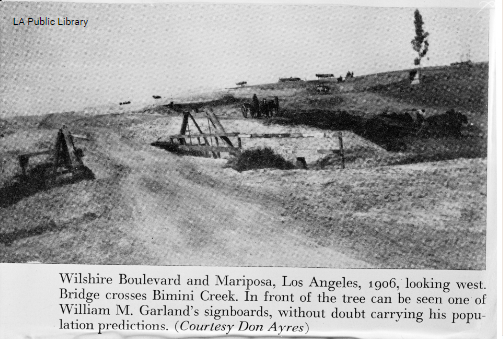 LA Public Library
Wilshire Boulevard and Mariposa, Los Angeles, 1906, looking west.
Bridge crosses Bimini Creek. In front of the tree can be seen one of
William M. Garland's signboards, without doubt carrying his popu-
lation predictions. (Courtesy Don Ayres)